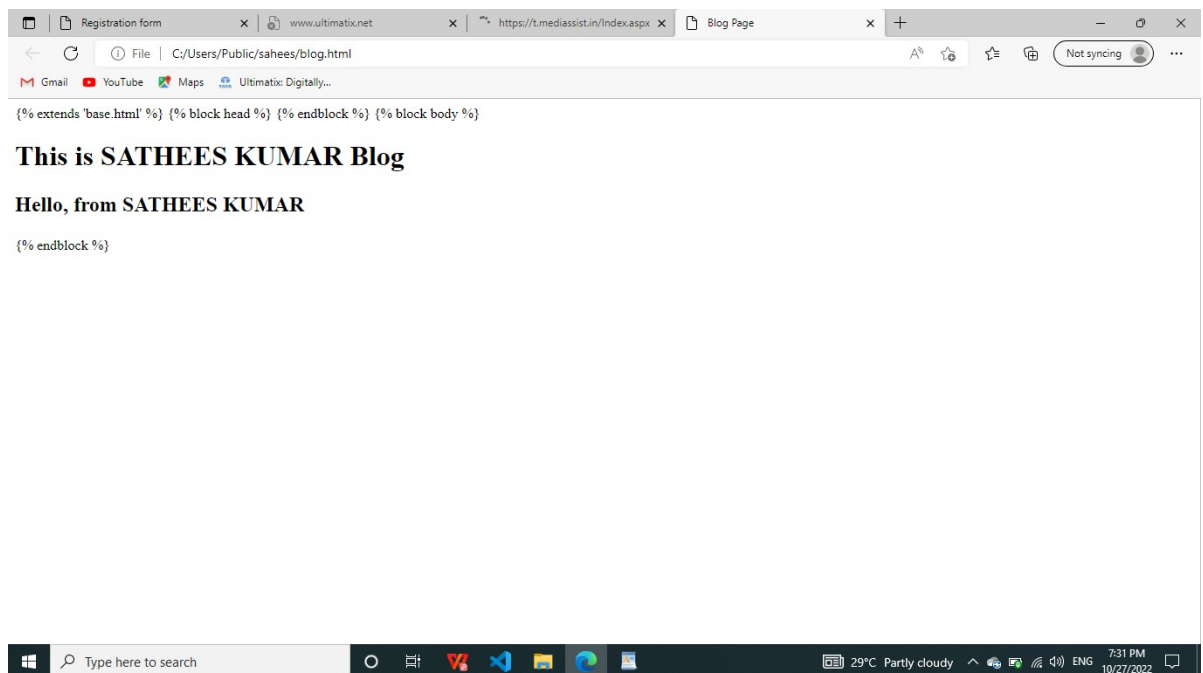 Registration form
www.ultimatix.net
https://t.mediassist.in/Index.aspx
Blog Page
File | C:/Users/Public/sahees/blog.html
Not syncing
Gmail
YouTube
Maps
Ultimatix: Digitally...
{% extends 'base.html' %} {% block head %} {% endblock %} {% block body %}
This is SATHEES KUMAR Blog
Hello, from SATHEES KUMAR
{% endblock %}
Type here to search
29°C Partly cloudy
ENG
7:31 PM
10/27/2022